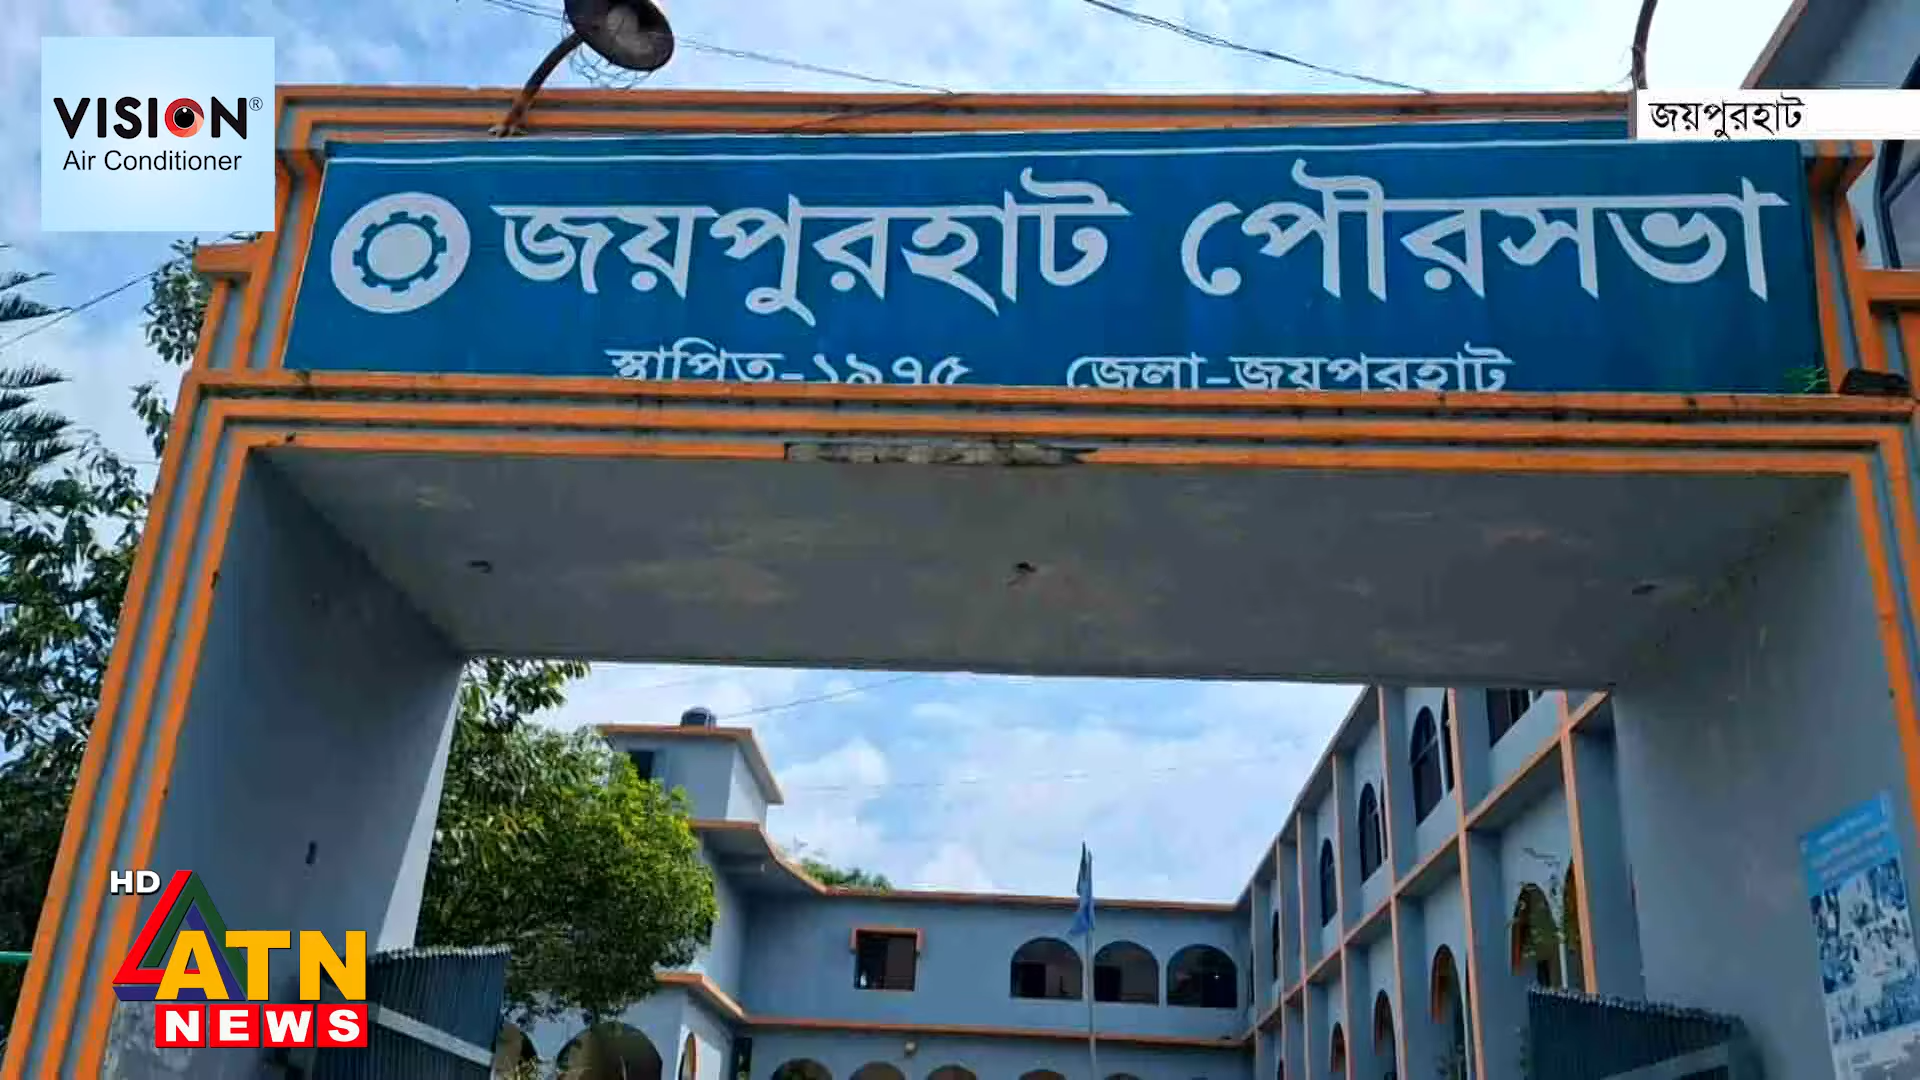 VISION®
Air Conditioner
জয়পুরহাট
জয়পুরহাট পৌরসভা
স্থাপিত-১৯৭৫ জেলা-জয়পুরহাট
HD
ATN
NEWS